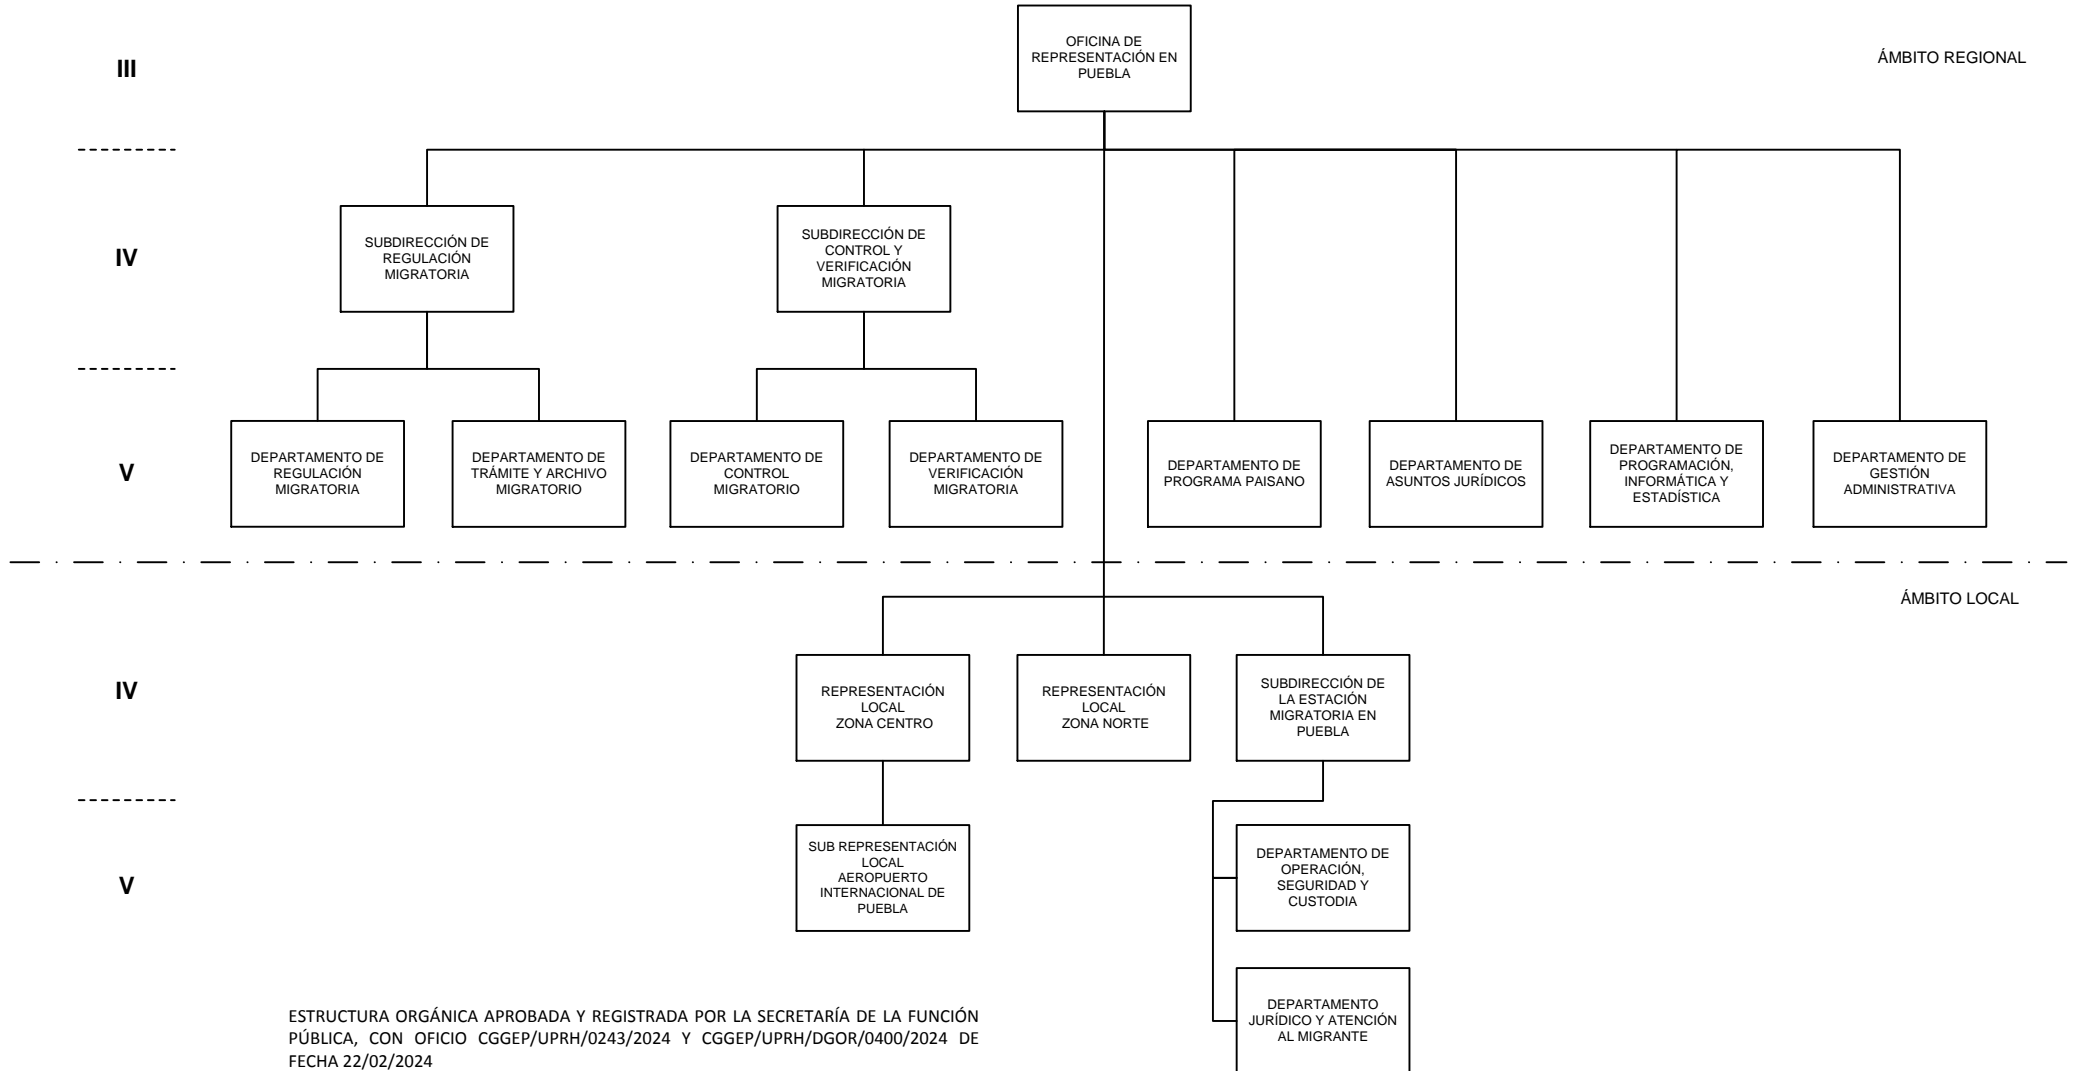 III
OFICINA DE
REPRESENTACIÓN EN
PUEBLA
ÁMBITO REGIONAL
IV
SUBDIRECCIÓN DE
REGULACIÓN
MIGRATORIA
SUBDIRECCIÓN DE
CONTROL Y
VERIFICACIÓN
MIGRATORIA
V
DEPARTAMENTO DE
REGULACIÓN
MIGRATORIA
DEPARTAMENTO DE
TRÁMITE Y ARCHIVO
MIGRATORIO
DEPARTAMENTO DE
CONTROL
MIGRATORIO
DEPARTAMENTO DE
VERIFICACIÓN
MIGRATORIA
DEPARTAMENTO DE
PROGRAMA PAISANO
DEPARTAMENTO DE
ASUNTOS JURÍDICOS
DEPARTAMENTO DE
PROGRAMACIÓN,
INFORMÁTICA Y
ESTADÍSTICA
DEPARTAMENTO DE
GESTIÓN
ADMINISTRATIVA
ÁMBITO LOCAL
IV
REPRESENTACIÓN
LOCAL
ZONA CENTRO
REPRESENTACIÓN
LOCAL
ZONA NORTE
SUBDIRECCIÓN DE
LA ESTACIÓN
MIGRATORIA EN
PUEBLA
V
SUB REPRESENTACIÓN
LOCAL
AEROPUERTO
INTERNACIONAL DE
PUEBLA
DEPARTAMENTO DE
OPERACIÓN,
SEGURIDAD Y
CUSTODIA
DEPARTAMENTO
JURÍDICO Y ATENCIÓN
AL MIGRANTE
ESTRUCTURA ORGÁNICA APROBADA Y REGISTRADA POR LA SECRETARÍA DE LA FUNCIÓN
PÚBLICA, CON OFICIO CGGEP/UPRH/0243/2024 Y CGGEP/UPRH/DGOR/0400/2024 DE
FECHA 22/02/2024